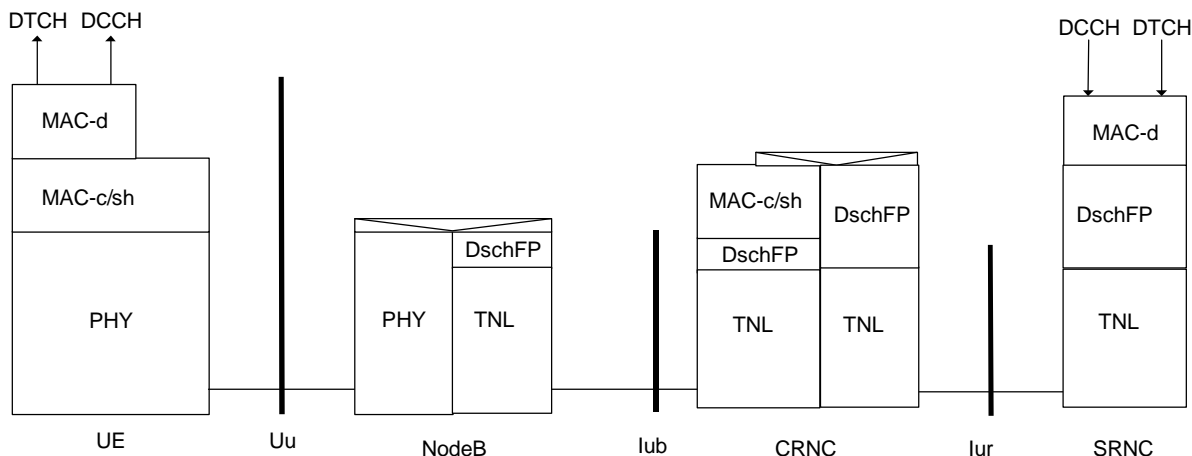 DTCH DCCH
DCCH DTCH
MAC-d
MAC-d
MAC-c/sh
MAC-c/sh
DschFP
DschFP
DschFP
DschFP
PHY
PHY
TNL
TNL
TNL
TNL
UE
Uu
NodeB
Iub
CRNC
Iur
SRNC